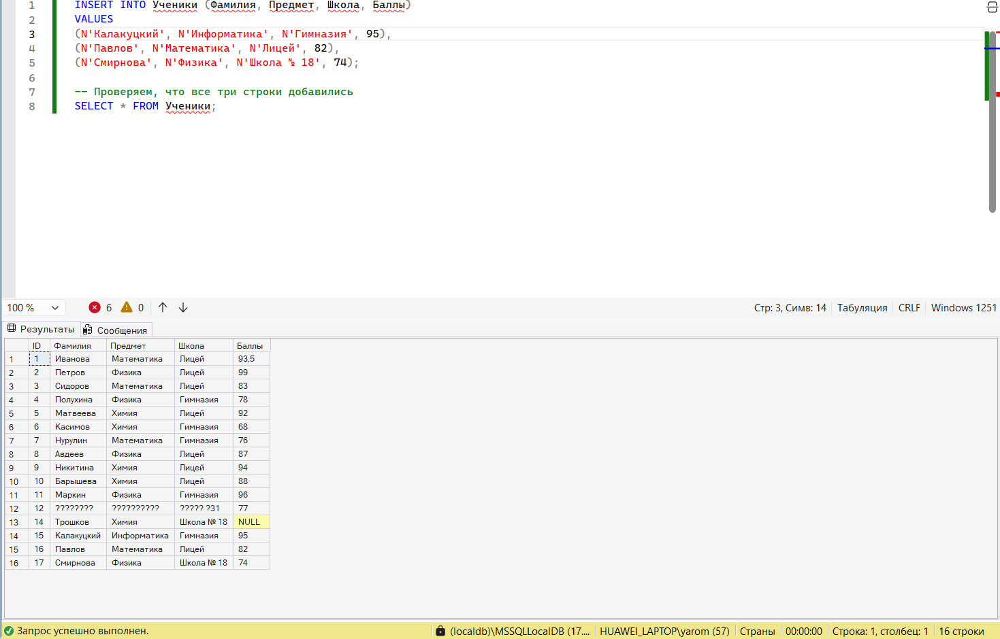 1 INSERT INTO Ученики (Фамилия, Предмет, Школа, Баллы)
2 VALUES
3 (N'Калакуцкий', N'Информатика', N'Гимназия', 95),
4 (N'Павлов', N'Математика', N'Лицей', 82),
5 (N'Смирнова', N'Физика', N'Школа № 18', 74);
6
7 -- Проверяем, что все три строки добавились
8 SELECT * FROM Ученики;
100 % 6 0 Стр: 3, Симв: 14 Табуляция CRLF Windows 1251
Результаты Сообщения
ID Фамилия Предмет Школа Баллы
1 1 Иванова Математика Лицей 93,5
2 2 Петров Физика Лицей 99
3 3 Сидоров Математика Лицей 83
4 4 Полухина Физика Гимназия 78
5 5 Матвеева Химия Лицей 92
6 6 Касимов Химия Гимназия 68
7 7 Нурулин Математика Гимназия 76
8 8 Авдеев Физика Лицей 87
9 9 Никитина Химия Лицей 94
10 10 Барышева Химия Лицей 88
11 11 Маркин Физика Гимназия 96
12 12 ???????? ?????????? ????? ?31 77
13 14 Трошков Химия Школа № 18 NULL
14 15 Калакуцкий Информатика Гимназия 95
15 16 Павлов Математика Лицей 82
16 17 Смирнова Физика Школа № 18 74
Запрос успешно выполнен. (localdb)\MSSQLLocalDB (17.... HUAWEI_LAPTOP\yarom (57) Страны 00:00:00 Строка: 1, столбец: 1 16 строки